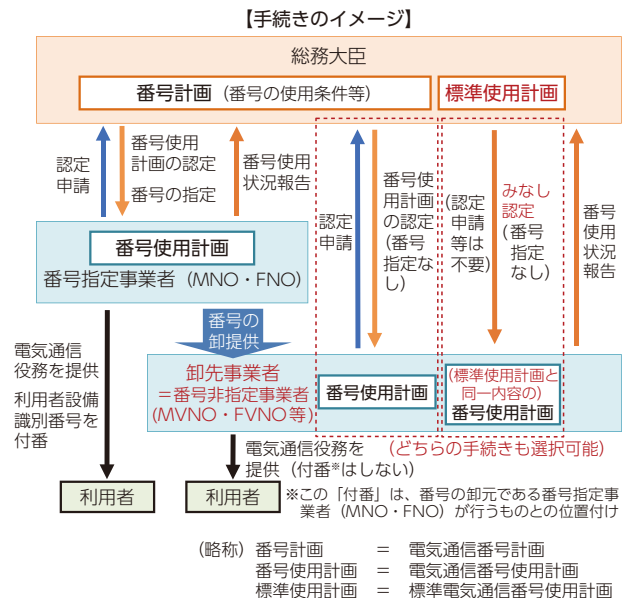 【手続きのイメージ】
総務大臣
番号計画（番号の使用条件等）
標準使用計画
認定
申請
番号使用
計画の認定
番号の指定
番号使用
状況報告
認定
申請
番号使
用計画
の認定
(番号
指定な
し)
(認定
申請
等は
不要)
みなし
認定
(番号
指定
なし)
番号
使用
状況
報告
番号使用計画
番号指定事業者（MNO・FNO）
番号の
卸提供
電気通信
役務を提供
利用者設備
識別番号を
付番
卸先事業者
＝番号非指定事業者
(MVNO・FVNO等)
番号使用計画
(標準使用計画と
同一内容の)
番号使用計画
電気通信役務を
提供（付番※はしない）
(どちらの手続きも選択可能)
利用者
利用者
※この「付番」は、番号の卸元である番号指定事
業者（MNO・FNO）が行うものとの位置付け
(略称) 番号計画 ＝ 電気通信番号計画
番号使用計画 ＝ 電気通信番号使用計画
標準使用計画 ＝ 標準電気通信番号使用計画